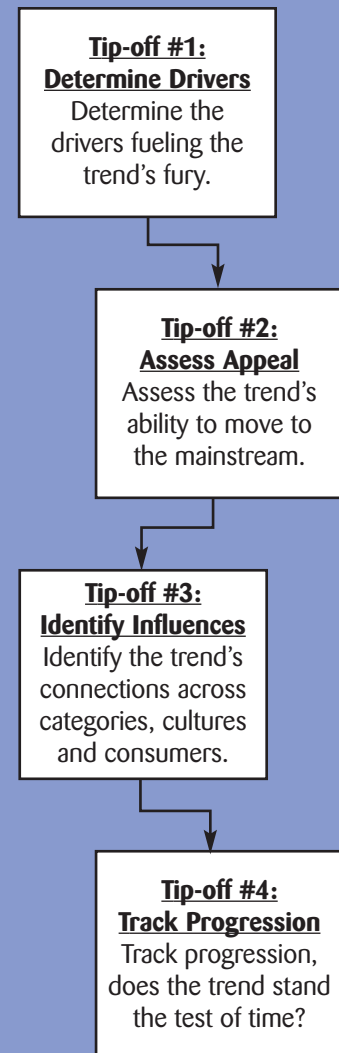 Tip-off #1:
Determine Drivers
Determine the
drivers fueling the
trend's fury.
Tip-off #2:
Assess Appeal
Assess the trend's
ability to move to
the mainstream.
Tip-off #3:
Identify Influences
Identify the trend's
connections across
categories, cultures
and consumers.
Tip-off #4:
Track Progression
Track progression,
does the trend stand
the test of time?